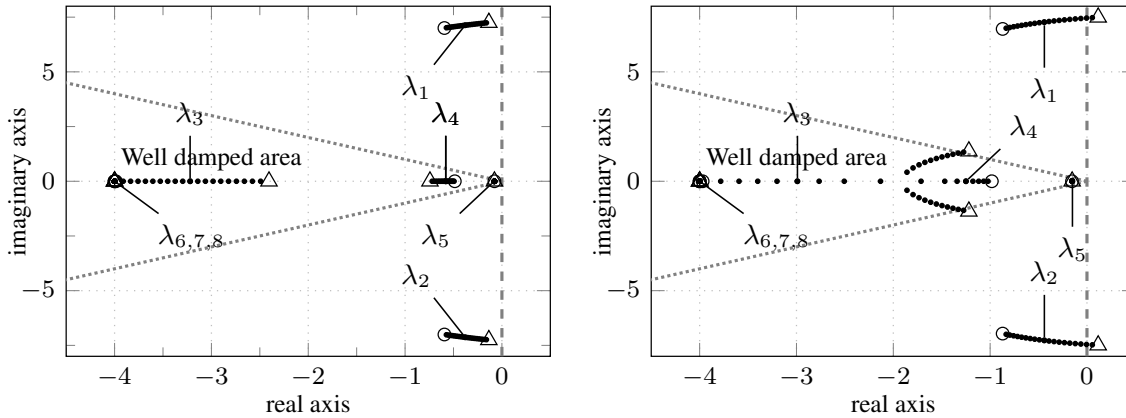 5
0
−5
imaginary axis
λ1
λ3
λ4
Well damped area
λ6,7,8
λ5
λ2
−4
−3
−2
−1
0
real axis
5
0
−5
imaginary axis
λ1
λ3
λ4
Well damped area
λ6,7,8
λ5
λ2
−4
−3
−2
−1
0
real axis